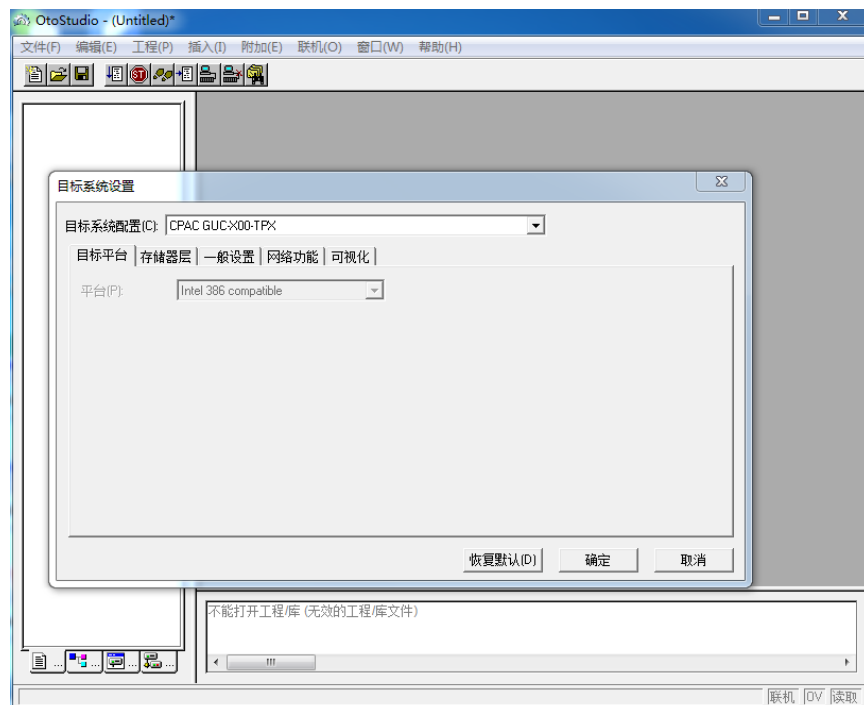 OtoStudio - (Untitled)*
文件(F) 编辑(E) 工程(P) 插入(I) 附加(E) 联机(O) 窗口(W) 帮助(H)
ST
目标系统设置
目标系统配置(C): CPAC GUC-X00-TPX
目标平台 存储器层 一般设置 网络功能 可视化
平台(P): Intel 386 compatible
恢复默认(D) 确定 取消
不能打开工程/库 (无效的工程/库文件)
... ... ... ...
联机 OV 读取